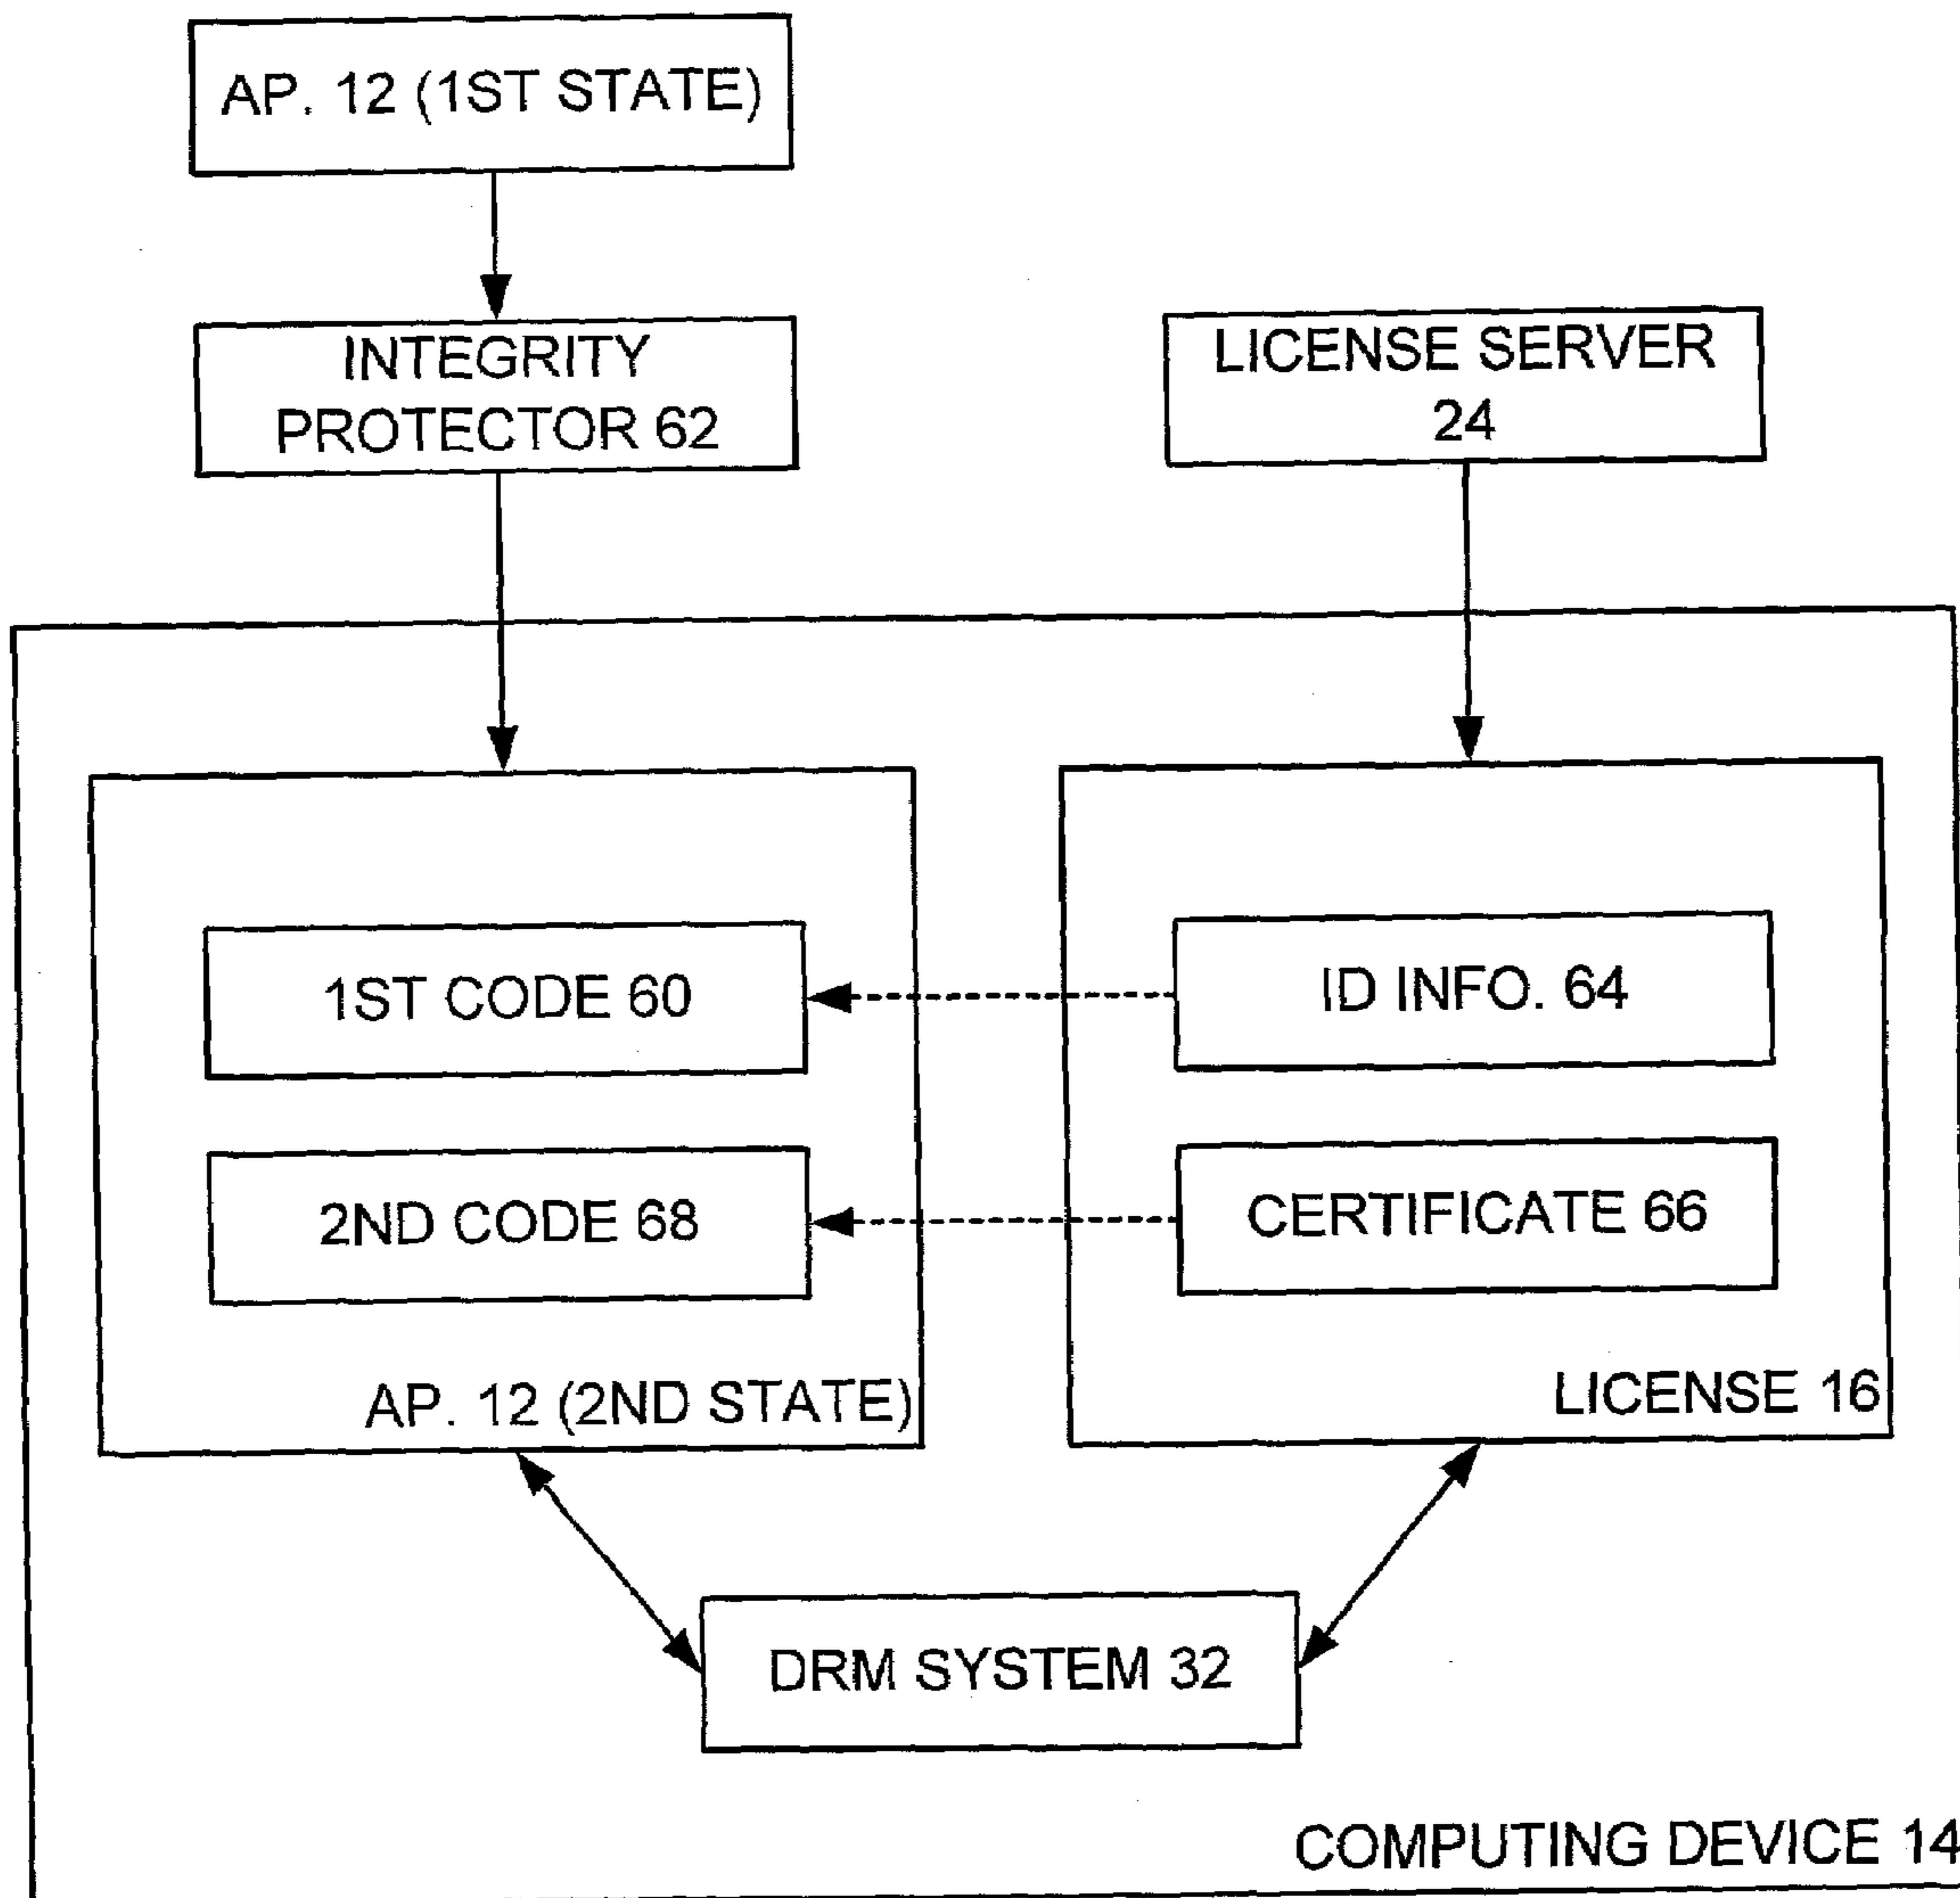 AP. 12 (1ST STATE)
INTEGRITY
PROTECTOR 62
LICENSE SERVER
24
1ST CODE 60
ID INFO. 64
2ND CODE 68
CERTIFICATE 66
AP. 12 (2ND STATE)
LICENSE 16
DRM SYSTEM 32
COMPUTING DEVICE 14